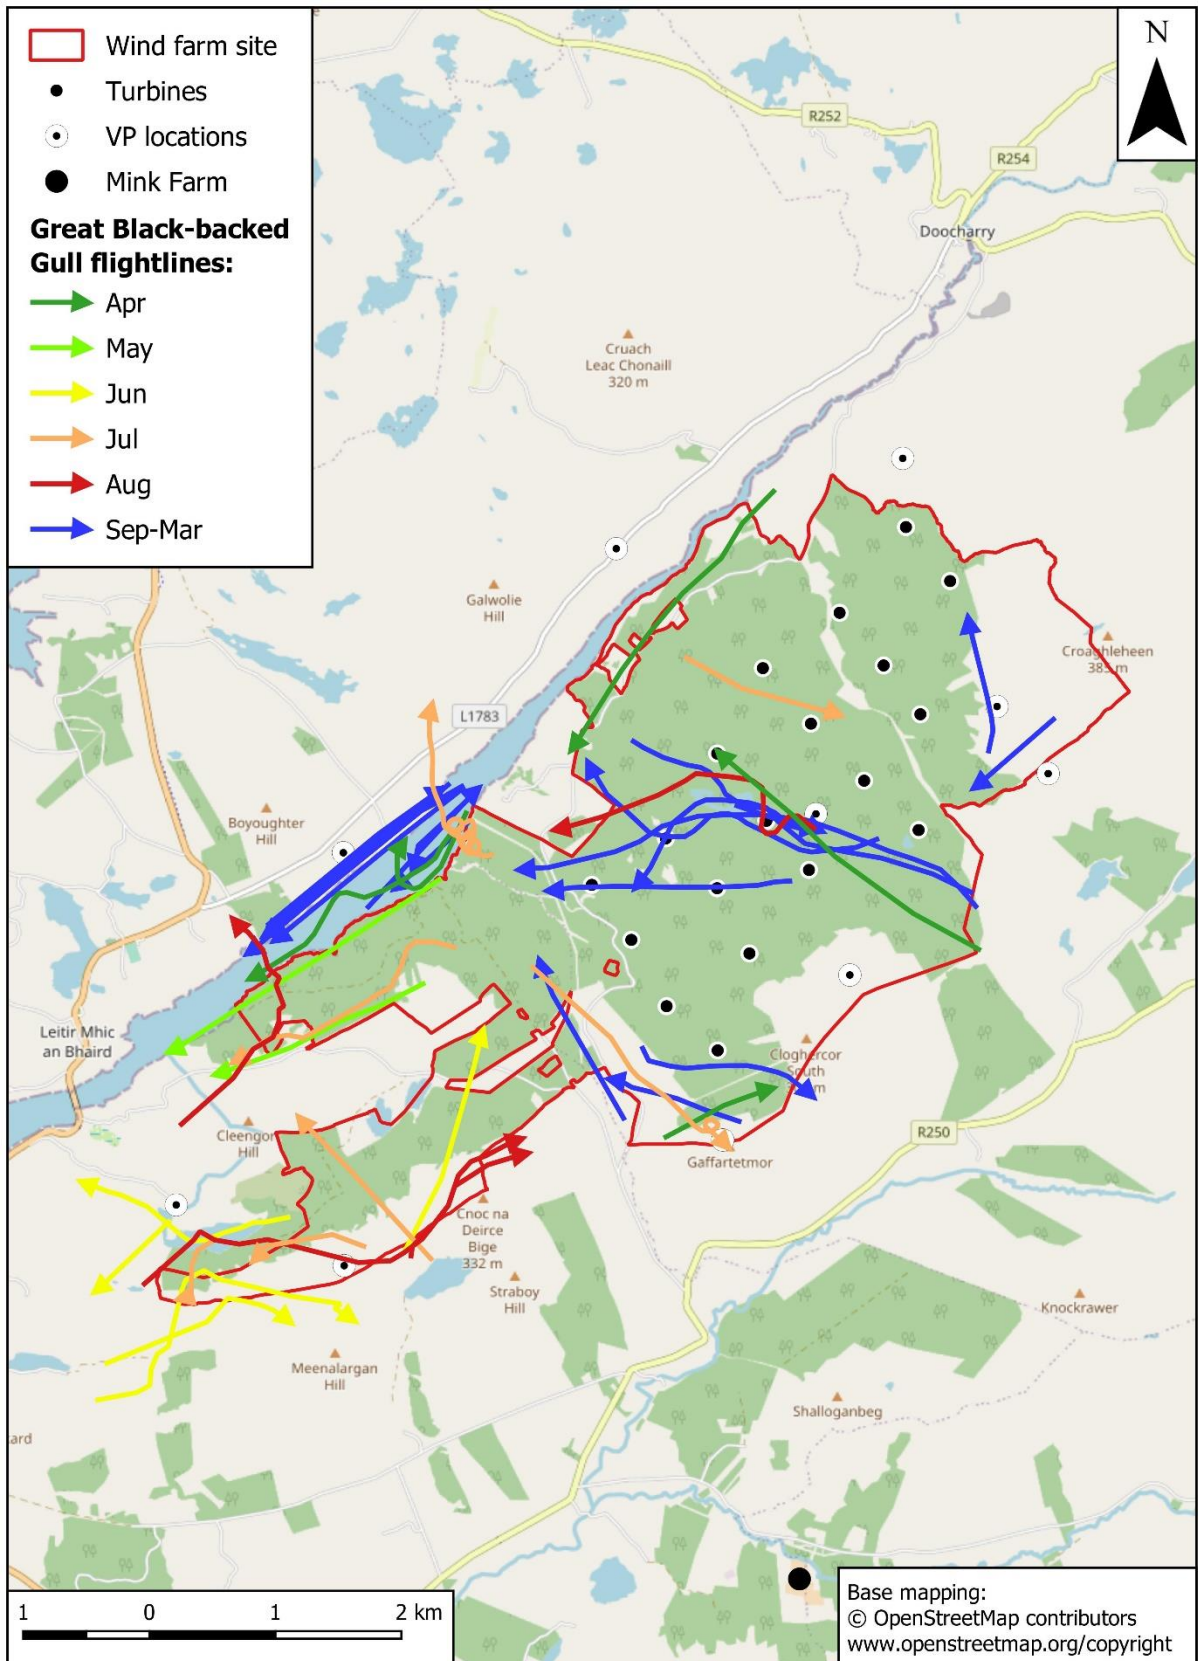 Wind farm site
Turbines
VP locations
Mink Farm
Great Black-backed
Gull flightlines:
Apr
May
Jun
Jul
Aug
Sep-Mar
N
R252
R254
Doocharry
Cruach
Leac Chonaill
320 m
Galwolie
Hill
L1783
Croaghleheen
385 m
Boyoughter
Hill
Leitir Mhic
an Bhaird
Cloghercor
South
Cleengor
Hill
R250
Gaffartetmor
Cnoc na
Deirce
Bige
332 m
Straboy
Hill
Knockrawer
Meenalargan
Hill
Shalloganbeg
ard
1 0 1 2 km
Base mapping:
© OpenStreetMap contributors
www.openstreetmap.org/copyright